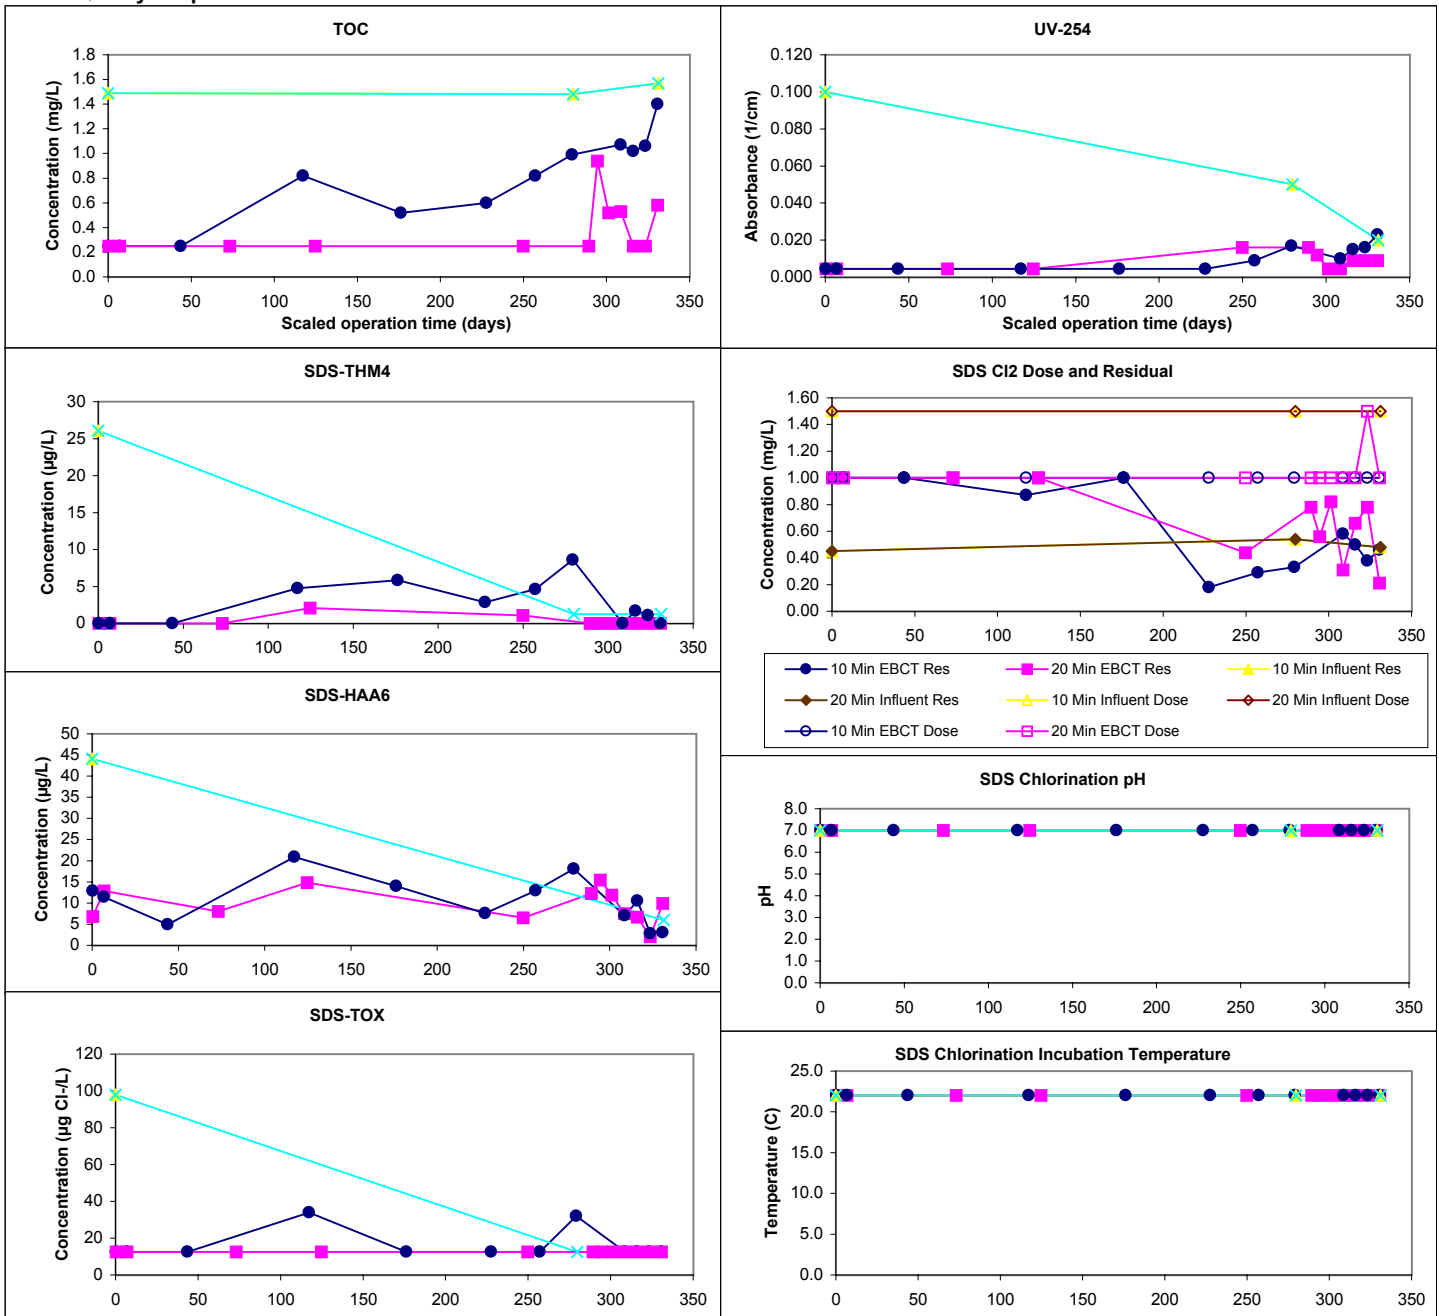 TOC
Concentration (mg/L)
1.8
1.6
1.4
1.2
1.0
0.8
0.6
0.4
0.2
0.0
0 50 100 150 200 250 300 350
Scaled operation time (days)
UV-254
Absorbance (1/cm)
0.120
0.100
0.080
0.060
0.040
0.020
0.000
0 50 100 150 200 250 300 350
Scaled operation time (days)
SDS-THM4
Concentration (µg/L)
30
25
20
15
10
5
0
0 50 100 150 200 250 300 350
SDS Cl2 Dose and Residual
Concentration (mg/L)
1.60
1.40
1.20
1.00
0.80
0.60
0.40
0.20
0.00
0 50 100 150 200 250 300 350
10 Min EBCT Res 20 Min EBCT Res 10 Min Influent Res
20 Min Influent Res 10 Min Influent Dose 20 Min Influent Dose
10 Min EBCT Dose 20 Min EBCT Dose
SDS-HAA6
Concentration (µg/L)
50
45
40
35
30
25
20
15
10
5
0
0 50 100 150 200 250 300 350
SDS Chlorination pH
pH
8.0
7.0
6.0
5.0
4.0
3.0
2.0
1.0
0.0
0 50 100 150 200 250 300 350
SDS-TOX
Concentration (µg Cl-/L)
120
100
80
60
40
20
0
0 50 100 150 200 250 300 350
SDS Chlorination Incubation Temperature
Temperature (C)
25.0
20.0
15.0
10.0
5.0
0.0
0 50 100 150 200 250 300 350